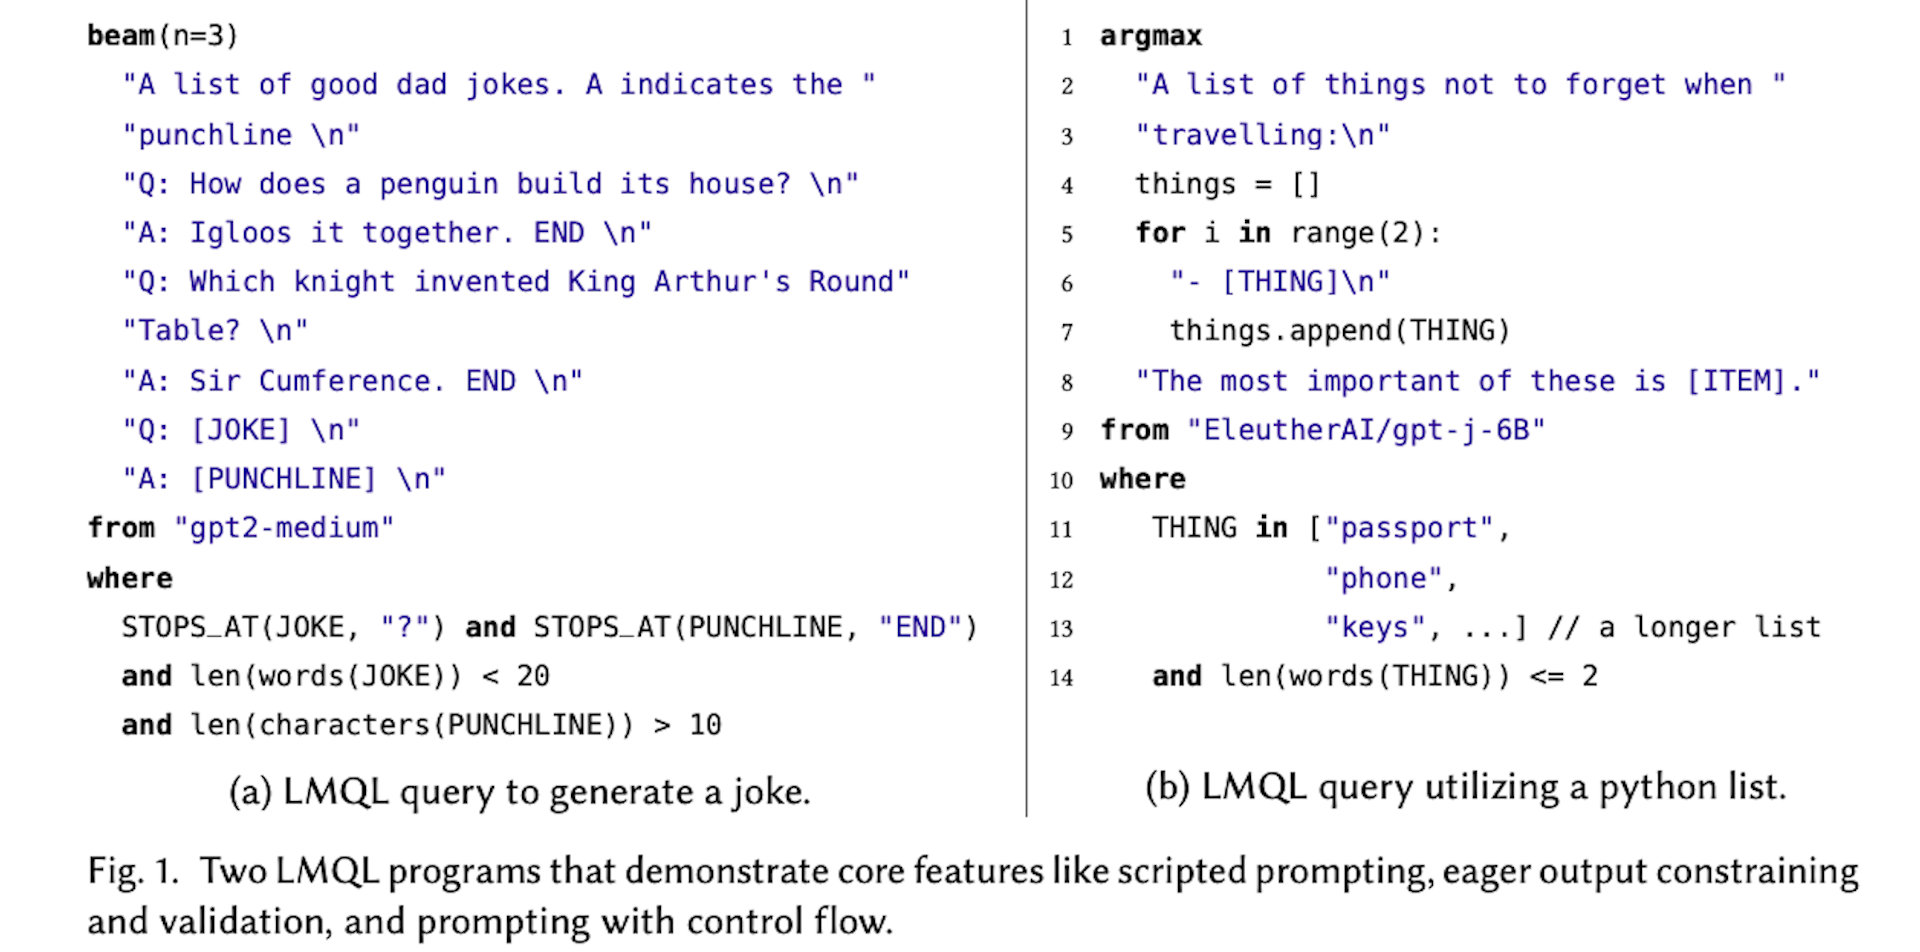 beam(n=3)
"A list of good dad jokes. A indicates the "
"punchline \n"
"Q: How does a penguin build its house? \n"
"A: Igloos it together. END \n"
"Q: Which knight invented King Arthur's Round"
"Table? \n"
"A: Sir Cumference. END \n"
"Q: [JOKE] \n"
"A: [PUNCHLINE] \n"
from "gpt2-medium"
where
STOPS_AT(JOKE, "?") and STOPS_AT(PUNCHLINE, "END")
and len(words(JOKE)) < 20
and len(characters(PUNCHLINE)) > 10
(a) LMQL query to generate a joke.
1 argmax
2 "A list of things not to forget when "
3 "travelling:\n"
4 things = []
5 for i in range(2):
6 "- [THING]\n"
7 things.append(THING)
8 "The most important of these is [ITEM]."
9 from "EleutherAI/gpt-j-6B"
10 where
11 THING in ["passport",
12 "phone",
13 "keys", ...] // a longer list
14 and len(words(THING)) <= 2
(b) LMQL query utilizing a python list.
Fig. 1. Two LMQL programs that demonstrate core features like scripted prompting, eager output constraining
and validation, and prompting with control flow.